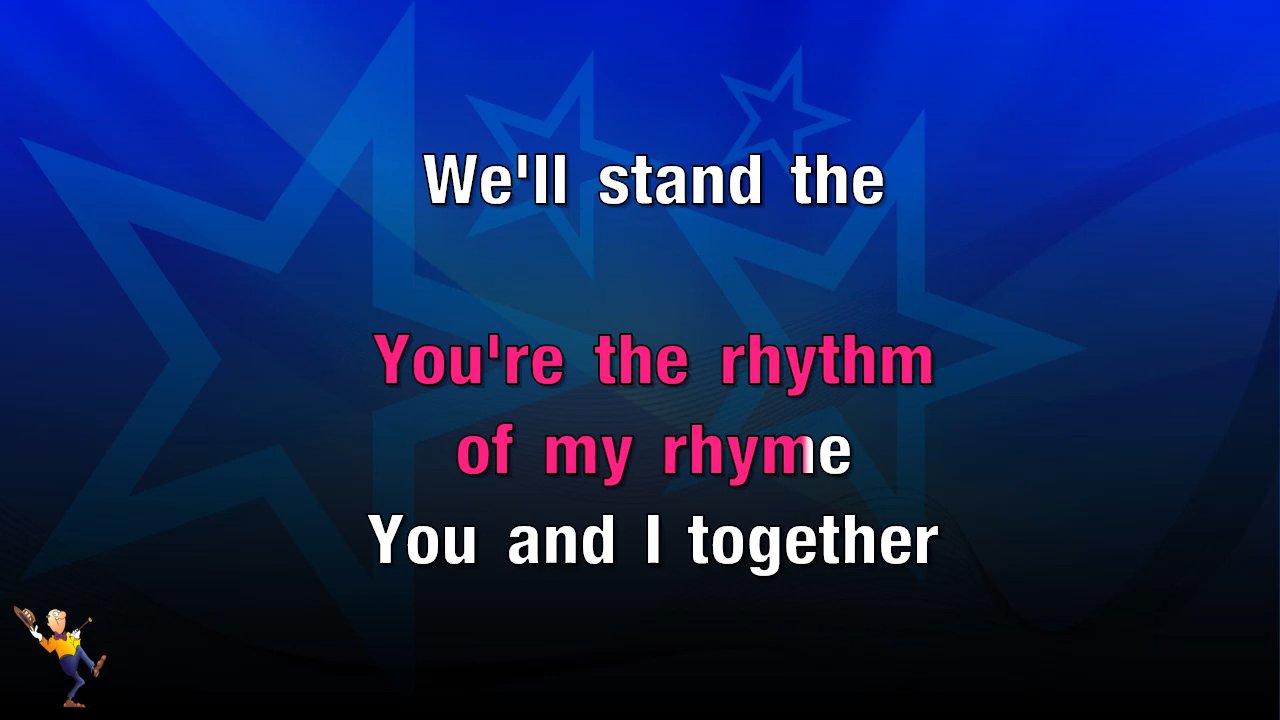 We'll stand the
You're the rhythm
of my rhyme
You and I together